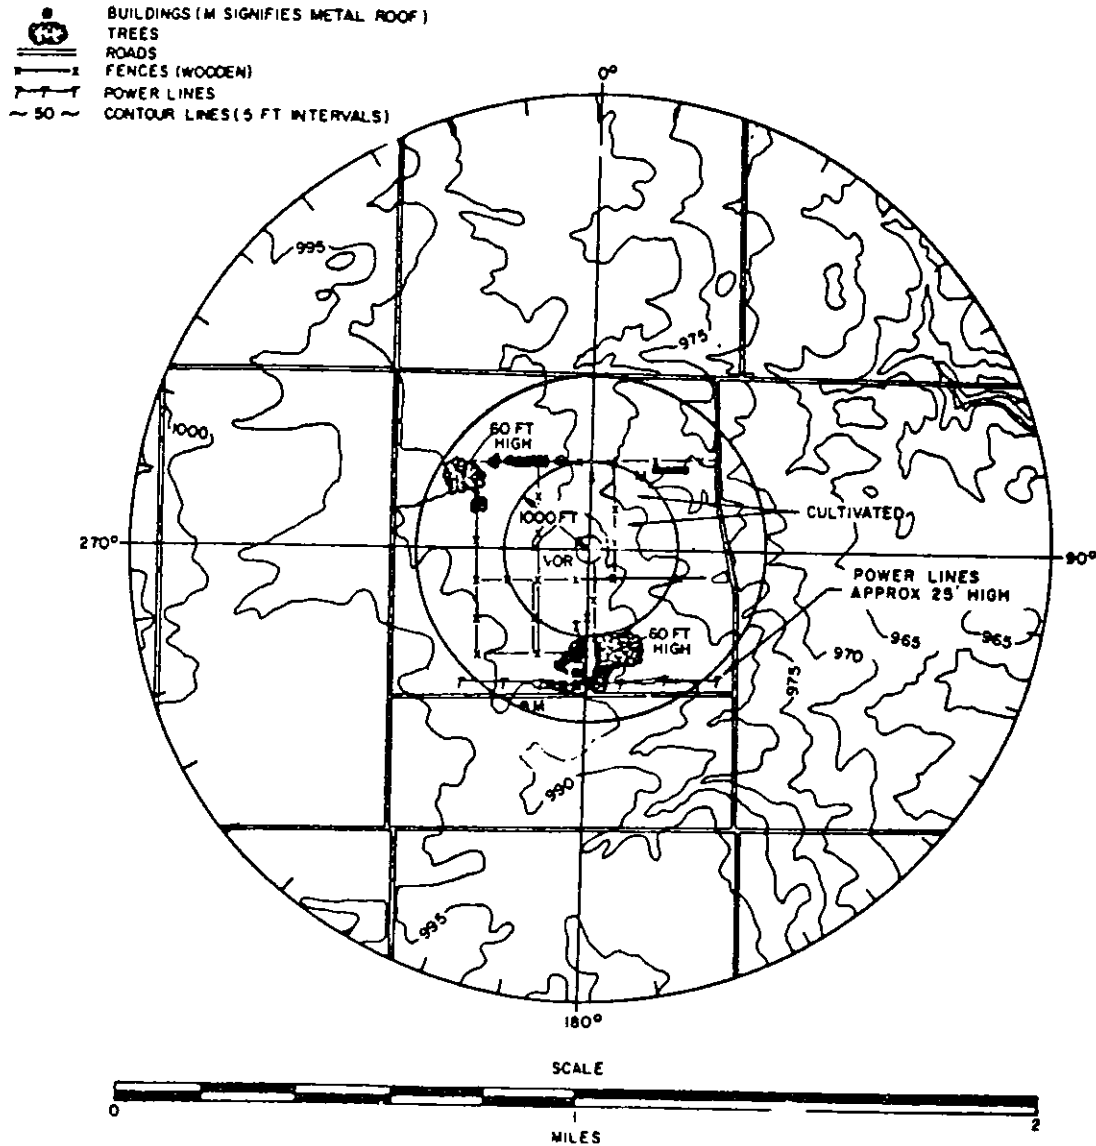 BUILDINGS (M SIGNIFIES METAL ROOF)
TREES
ROADS
FENCES (WOODEN)
POWER LINES
~ 50 ~ CONTOUR LINES (5 FT INTERVALS)
0°
995
975
1000
60 FT
HIGH
M
1000 FT
CULTIVATED
270°
VOR
90°
POWER LINES
APPROX 25' HIGH
60 FT
HIGH
965
965
970
975
M
990
995
180°
SCALE
0
1
2
MILES